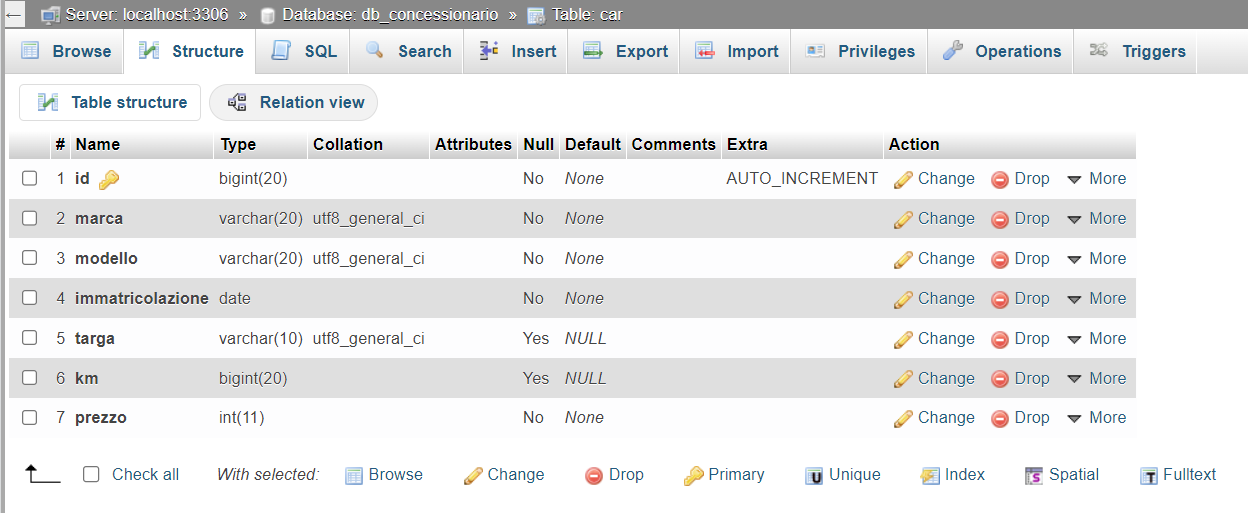 ← Server: localhost:3306 » Database: db_concessionario » Table: car
Browse Structure SQL Search Insert Export Import Privileges Operations Triggers
Table structure Relation view
# Name Type Collation Attributes Null Default Comments Extra Action
1 id bigint(20) No None AUTO_INCREMENT Change Drop More
2 marca varchar(20) utf8_general_ci No None Change Drop More
3 modello varchar(20) utf8_general_ci No None Change Drop More
4 immatricolazione date No None Change Drop More
5 targa varchar(10) utf8_general_ci Yes NULL Change Drop More
6 km bigint(20) Yes NULL Change Drop More
7 prezzo int(11) No None Change Drop More
Check all With selected: Browse Change Drop Primary U Unique Index S Spatial T Fulltext